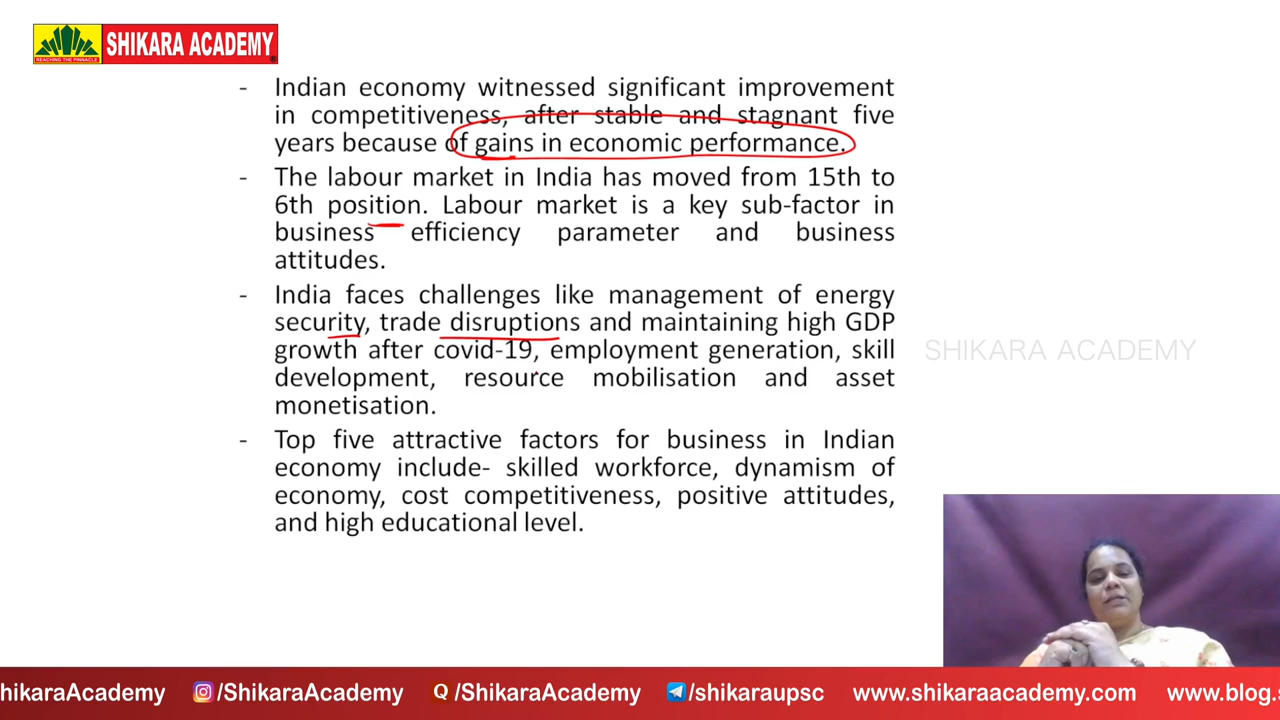 SHIKARA ACADEMY
REACHING THE PINNACLE
- Indian economy witnessed significant improvement
in competitiveness, after stable and stagnant five
years because of gains in economic performance.
- The labour market in India has moved from 15th to
6th position. Labour market is a key sub-factor in
business efficiency parameter and business
attitudes.
- India faces challenges like management of energy
security, trade disruptions and maintaining high GDP
growth after covid-19, employment generation, skill
development, resource mobilisation and asset
monetisation.
- Top five attractive factors for business in Indian
economy include- skilled workforce, dynamism of
economy, cost competitiveness, positive attitudes,
and high educational level.
SHIKARA ACADEMY
hikaraAcademy /ShikaraAcademy Q /ShikaraAcademy /shikaraupsc www.shikaraacademy.com www.blog.s